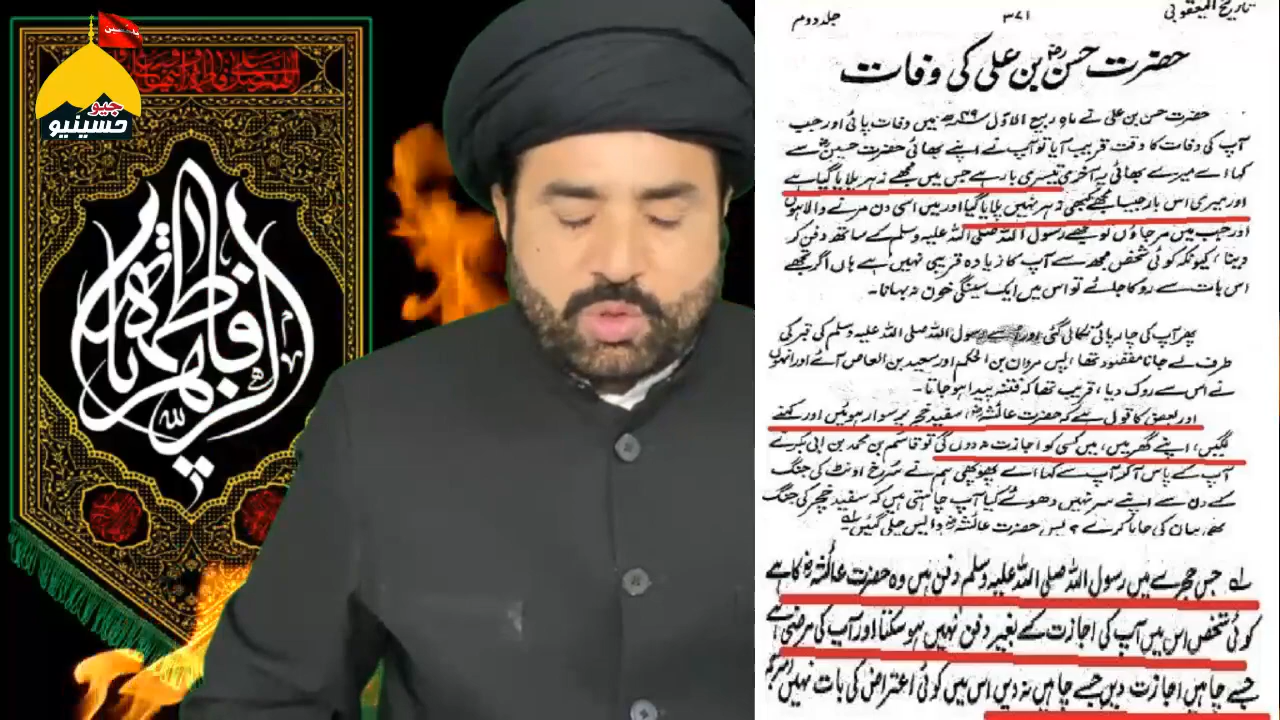 جیو
حسینیو
تاریخ الیعقوبی
۳۷۱
جلد دوم
حضرت حسنؓ بن علی کی وفات
حضرت حسن بن علی نے ماہ ربیع الاوّل ۴۹ھ میں وفات پائی اور جب
آپ کی وفات کا وقت قریب آیا تو آپ نے اپنے بھائی حضرت حسینؓ سے
کہا اے میرے بھائی یہ آخری تیسری بار ہے جس میں مجھے زہر پلایا گیا ہے
اور میری اس بار جیسا مجھے کبھی زہر نہیں پلایا گیا اور میں اسی دن مرنے والا ہوں
اور جب میں مر جاؤں تو مجھے رسول اللہ صلی اللہ علیہ وسلم کے ساتھ دفن کر
دینا، کیونکہ کوئی شخص مجھ سے آپ کا زیادہ قریبی نہیں ہے ہاں اگر تجھے
اس بات سے روکا جائے تو اس میں ایک سینگی خون نہ بہانا۔
پھر آپ کی چارپائی نکالی گئی اور اسے رسول اللہ صلی اللہ علیہ وسلم کی قبر کی
طرف لے جانا مقصود تھا، پس مروان بن الحکم اور سعید بن العاص آئے اور انہوں
نے اس سے روک دیا، قریب تھا کہ فتنہ پیدا ہو جاتا۔
اور بعض کا قول ہے کہ حضرت عائشہؓ، سفید خچر پر سوار ہوئیں اور کہنے
لگیں، اپنے گھر میں، میں کسی کو اجازت نہ دوں گی تو قاسم بن محمد بن ابی بکر نے
آپ کے پاس آکر آپ سے کہا اے پھوپھی ہم نے سُرخ اونٹ کی جنگ
کے دن سے اپنے سر نہیں دھوئے کیا آپ چاہتی ہیں کہ سفید خچر کی جنگ
بھی بیان کی جایا کرے؟ پس حضرت عائشہؓ واپس چلی گئیں لہ
لہ جس حجرے میں رسول اللہ صلی اللہ علیہ وسلم دفن ہیں وہ حضرت عائشہؓ کا ہے
کوئی شخص اس میں آپ کی اجازت کے بغیر دفن نہیں ہو سکتا اور آپ کی مرضی ہے
جسے چاہیں اجازت دیں جسے چاہیں نہ دیں اس میں کوئی اعتراض کی بات نہیں